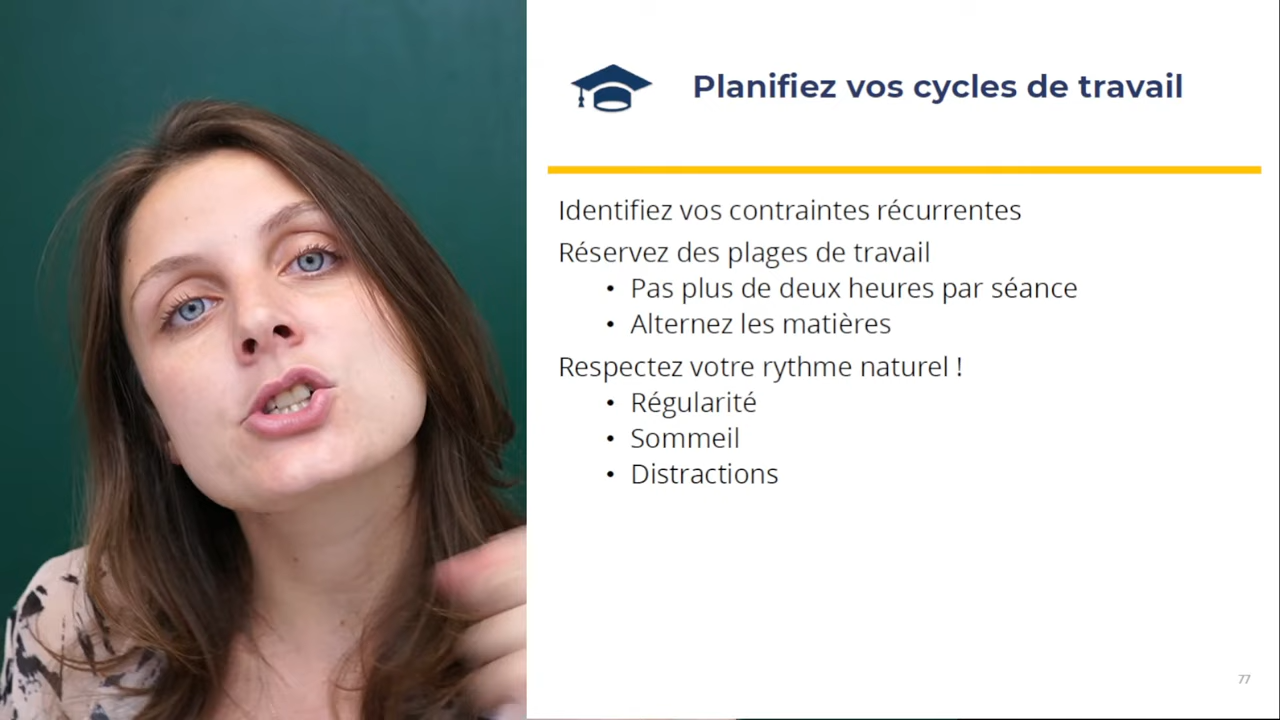 Planifiez vos cycles de travail
Identifiez vos contraintes récurrentes
Réservez des plages de travail
• Pas plus de deux heures par séance
• Alternez les matières
Respectez votre rythme naturel !
• Régularité
• Sommeil
• Distractions
77